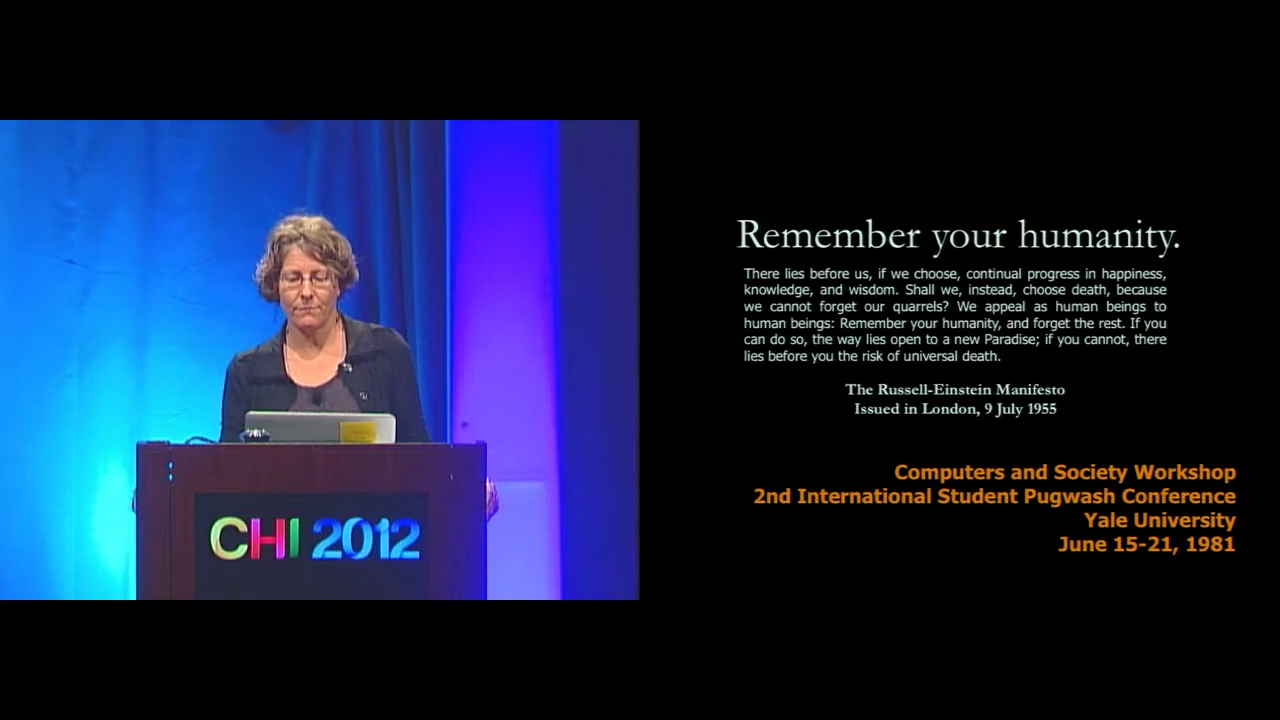 CHI 2012
Remember your humanity.
There lies before us, if we choose, continual progress in happiness,
knowledge, and wisdom. Shall we, instead, choose death, because
we cannot forget our quarrels? We appeal as human beings to
human beings: Remember your humanity, and forget the rest. If you
can do so, the way lies open to a new Paradise; if you cannot, there
lies before you the risk of universal death.
The Russell-Einstein Manifesto
Issued in London, 9 July 1955
Computers and Society Workshop
2nd International Student Pugwash Conference
Yale University
June 15-21, 1981